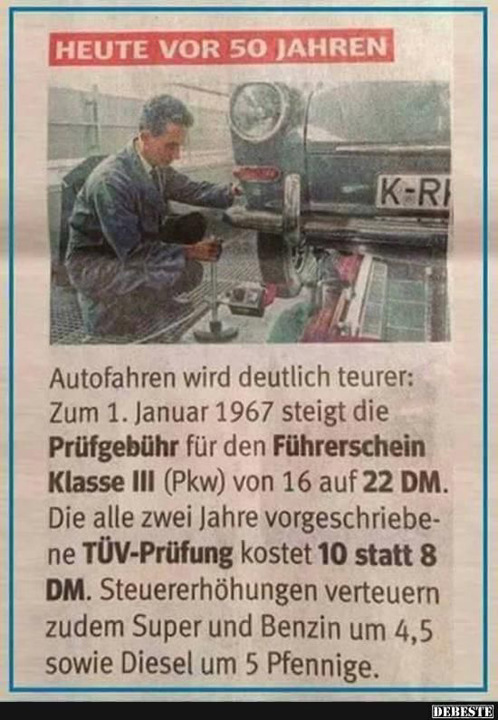 HEUTE VOR 50 JAHREN
K-R
Autofahren wird deutlich teurer:
Zum 1. Januar 1967 steigt die
Prüfgebühr für den Führerschein
Klasse III (Pkw) von 16 auf 22 DM.
Die alle zwei Jahre vorgeschriebe-
ne TÜV-Prüfung kostet 10 statt 8
DM. Steuererhöhungen verteuern
zudem Super und Benzin um 4,5
sowie Diesel um 5 Pfennige.
DEBESTE